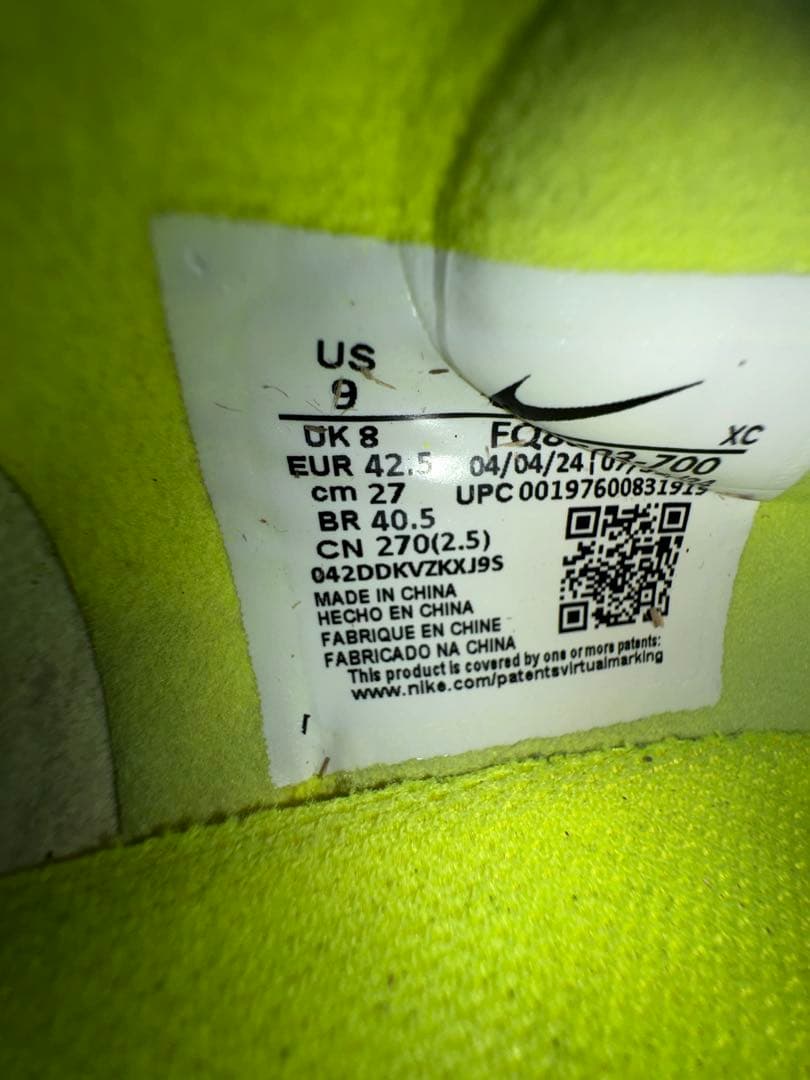 US
9
UK 8
XC
EUR 42.5 04/04/24
cm 27 UPC
BR 40.5
CN 270(2.5)
042DDKVZKXJ9S
MADE IN CHINA
HECHO EN CHINA
FABRIQUE EN CHINE
FABRICADO NA CHINA
This product is covered by one or more patents:
www.nike.com/patentsvirtualmarking